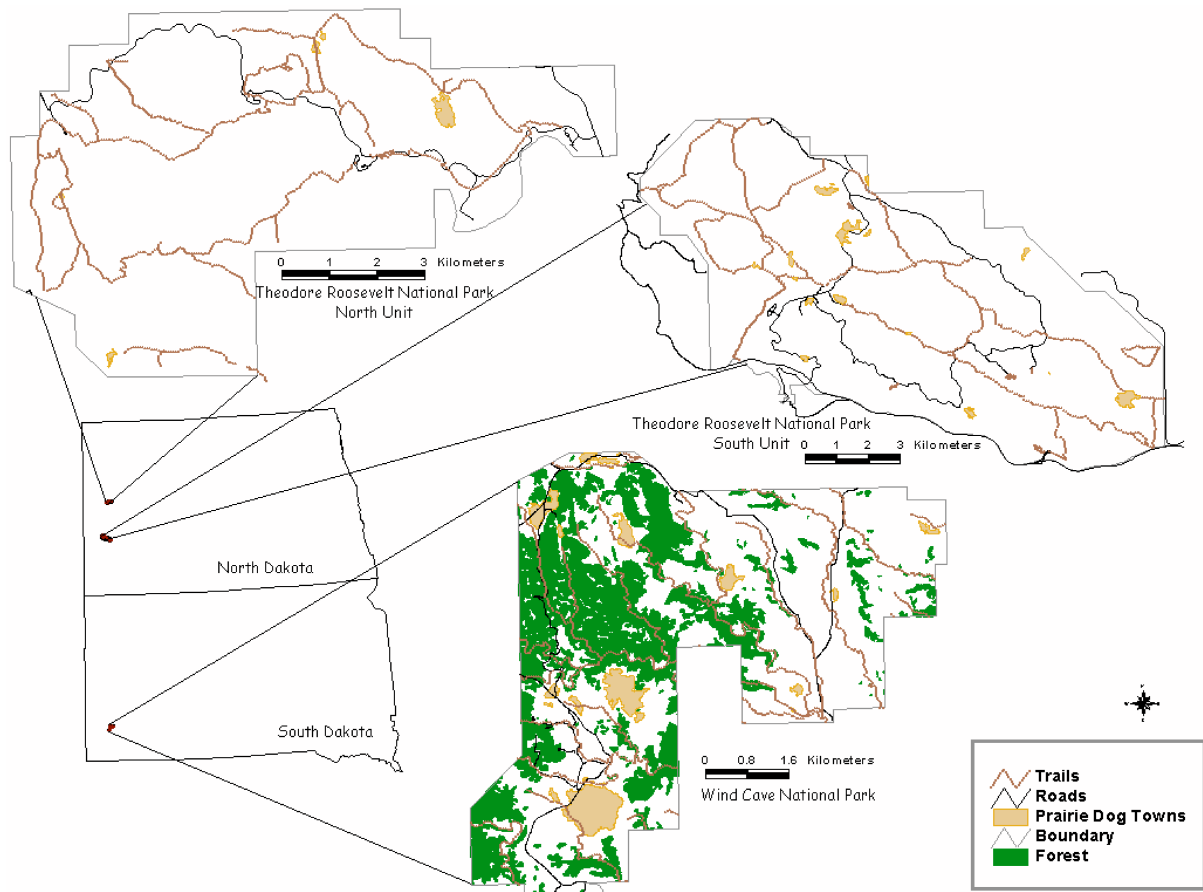 0 1 2 3 Kilometers
Theodore Roosevelt National Park
North Unit
Theodore Roosevelt National Park
South Unit 0 1 2 3 Kilometers
North Dakota
South Dakota
0 0.8 1.6 Kilometers
Wind Cave National Park
Trails
Roads
Prairie Dog Towns
Boundary
Forest